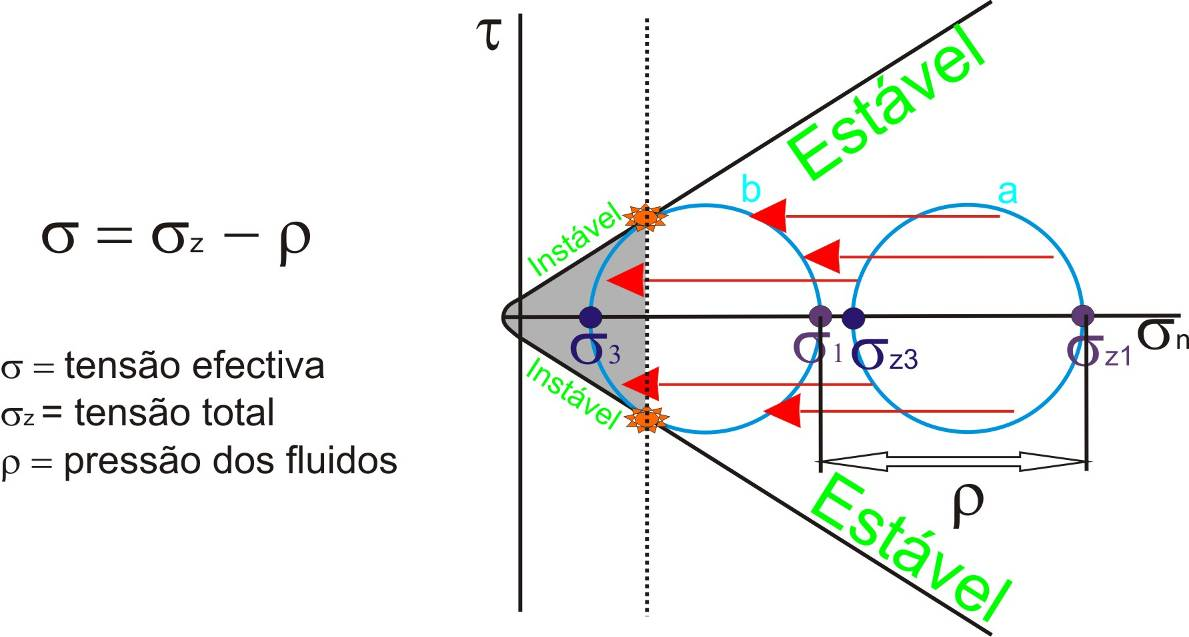 τ
Estável
b
a
Instável
σ = σz − ρ
σ3
σ1
σz3
σz1
σn
Instável
σ = tensão efectiva
σz = tensão total
ρ = pressão dos fluidos
ρ
Estável